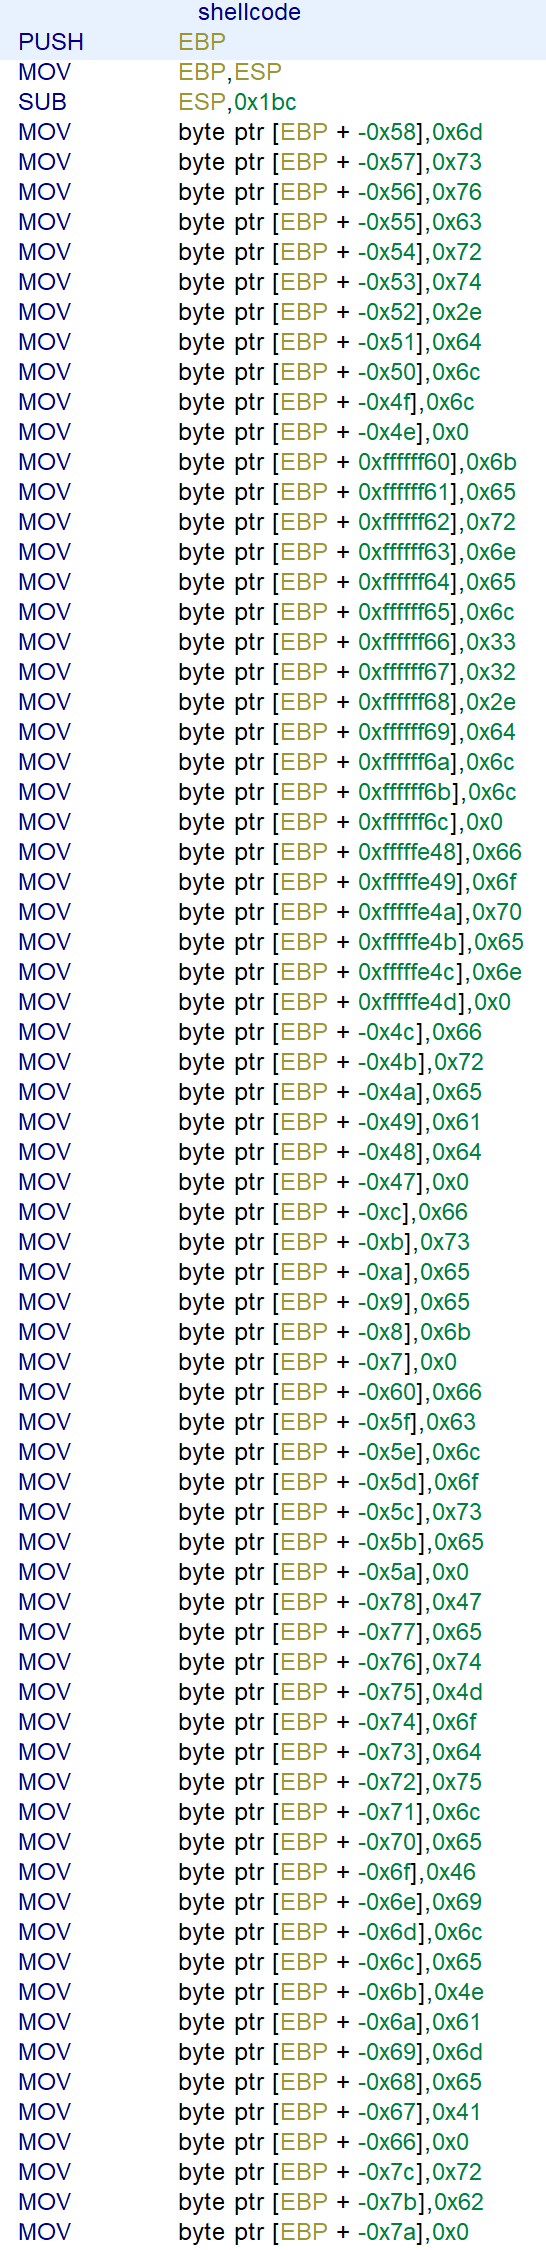 shellcode
PUSH EBP
MOV EBP,ESP
SUB ESP,0x1bc
MOV byte ptr [EBP + -0x58],0x6d
MOV byte ptr [EBP + -0x57],0x73
MOV byte ptr [EBP + -0x56],0x76
MOV byte ptr [EBP + -0x55],0x63
MOV byte ptr [EBP + -0x54],0x72
MOV byte ptr [EBP + -0x53],0x74
MOV byte ptr [EBP + -0x52],0x2e
MOV byte ptr [EBP + -0x51],0x64
MOV byte ptr [EBP + -0x50],0x6c
MOV byte ptr [EBP + -0x4f],0x6c
MOV byte ptr [EBP + -0x4e],0x0
MOV byte ptr [EBP + 0xffffff60],0x6b
MOV byte ptr [EBP + 0xffffff61],0x65
MOV byte ptr [EBP + 0xffffff62],0x72
MOV byte ptr [EBP + 0xffffff63],0x6e
MOV byte ptr [EBP + 0xffffff64],0x65
MOV byte ptr [EBP + 0xffffff65],0x6c
MOV byte ptr [EBP + 0xffffff66],0x33
MOV byte ptr [EBP + 0xffffff67],0x32
MOV byte ptr [EBP + 0xffffff68],0x2e
MOV byte ptr [EBP + 0xffffff69],0x64
MOV byte ptr [EBP + 0xffffff6a],0x6c
MOV byte ptr [EBP + 0xffffff6b],0x6c
MOV byte ptr [EBP + 0xffffff6c],0x0
MOV byte ptr [EBP + 0xfffffe48],0x66
MOV byte ptr [EBP + 0xfffffe49],0x6f
MOV byte ptr [EBP + 0xfffffe4a],0x70
MOV byte ptr [EBP + 0xfffffe4b],0x65
MOV byte ptr [EBP + 0xfffffe4c],0x6e
MOV byte ptr [EBP + 0xfffffe4d],0x0
MOV byte ptr [EBP + -0x4c],0x66
MOV byte ptr [EBP + -0x4b],0x72
MOV byte ptr [EBP + -0x4a],0x65
MOV byte ptr [EBP + -0x49],0x61
MOV byte ptr [EBP + -0x48],0x64
MOV byte ptr [EBP + -0x47],0x0
MOV byte ptr [EBP + -0xc],0x66
MOV byte ptr [EBP + -0xb],0x73
MOV byte ptr [EBP + -0xa],0x65
MOV byte ptr [EBP + -0x9],0x65
MOV byte ptr [EBP + -0x8],0x6b
MOV byte ptr [EBP + -0x7],0x0
MOV byte ptr [EBP + -0x60],0x66
MOV byte ptr [EBP + -0x5f],0x63
MOV byte ptr [EBP + -0x5e],0x6c
MOV byte ptr [EBP + -0x5d],0x6f
MOV byte ptr [EBP + -0x5c],0x73
MOV byte ptr [EBP + -0x5b],0x65
MOV byte ptr [EBP + -0x5a],0x0
MOV byte ptr [EBP + -0x78],0x47
MOV byte ptr [EBP + -0x77],0x65
MOV byte ptr [EBP + -0x76],0x74
MOV byte ptr [EBP + -0x75],0x4d
MOV byte ptr [EBP + -0x74],0x6f
MOV byte ptr [EBP + -0x73],0x64
MOV byte ptr [EBP + -0x72],0x75
MOV byte ptr [EBP + -0x71],0x6c
MOV byte ptr [EBP + -0x70],0x65
MOV byte ptr [EBP + -0x6f],0x46
MOV byte ptr [EBP + -0x6e],0x69
MOV byte ptr [EBP + -0x6d],0x6c
MOV byte ptr [EBP + -0x6c],0x65
MOV byte ptr [EBP + -0x6b],0x4e
MOV byte ptr [EBP + -0x6a],0x61
MOV byte ptr [EBP + -0x69],0x6d
MOV byte ptr [EBP + -0x68],0x65
MOV byte ptr [EBP + -0x67],0x41
MOV byte ptr [EBP + -0x66],0x0
MOV byte ptr [EBP + -0x7c],0x72
MOV byte ptr [EBP + -0x7b],0x62
MOV byte ptr [EBP + -0x7a],0x0